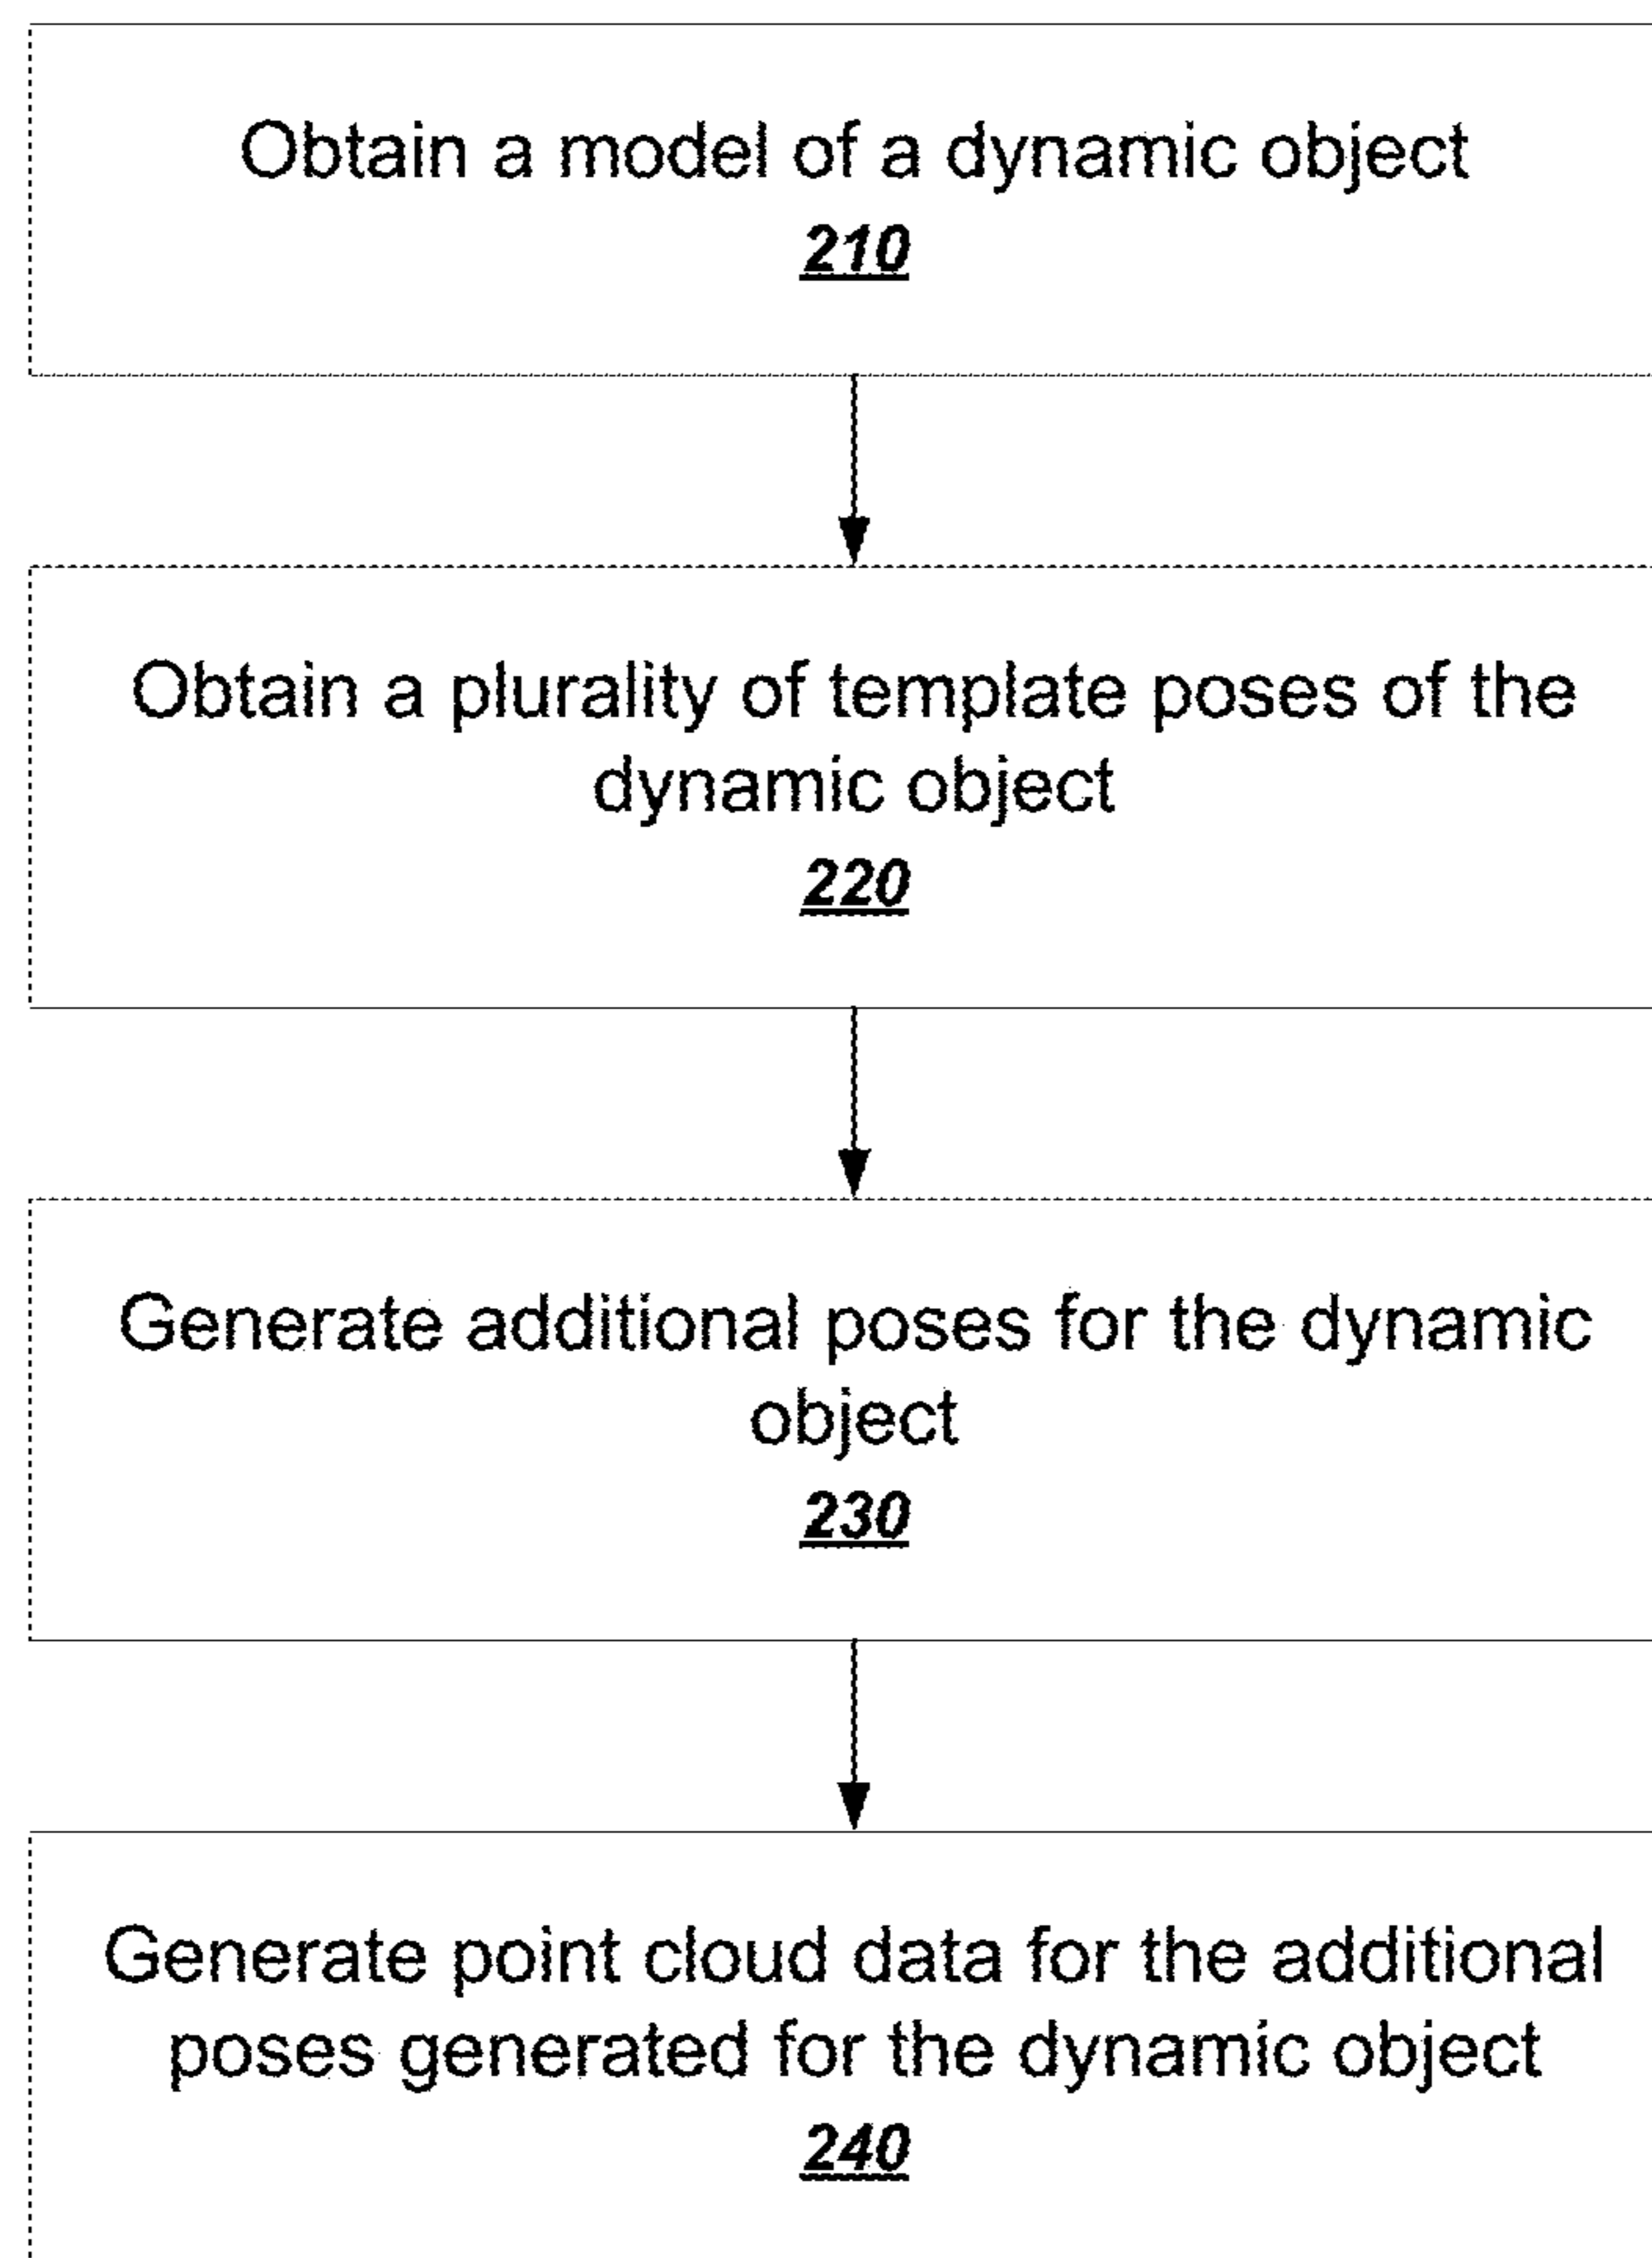 Obtain a model of a dynamic object
210
Obtain a plurality of template poses of the
dynamic object
220
Generate additional poses for the dynamic
object
230
Generate point cloud data for the additional
poses generated for the dynamic object
240